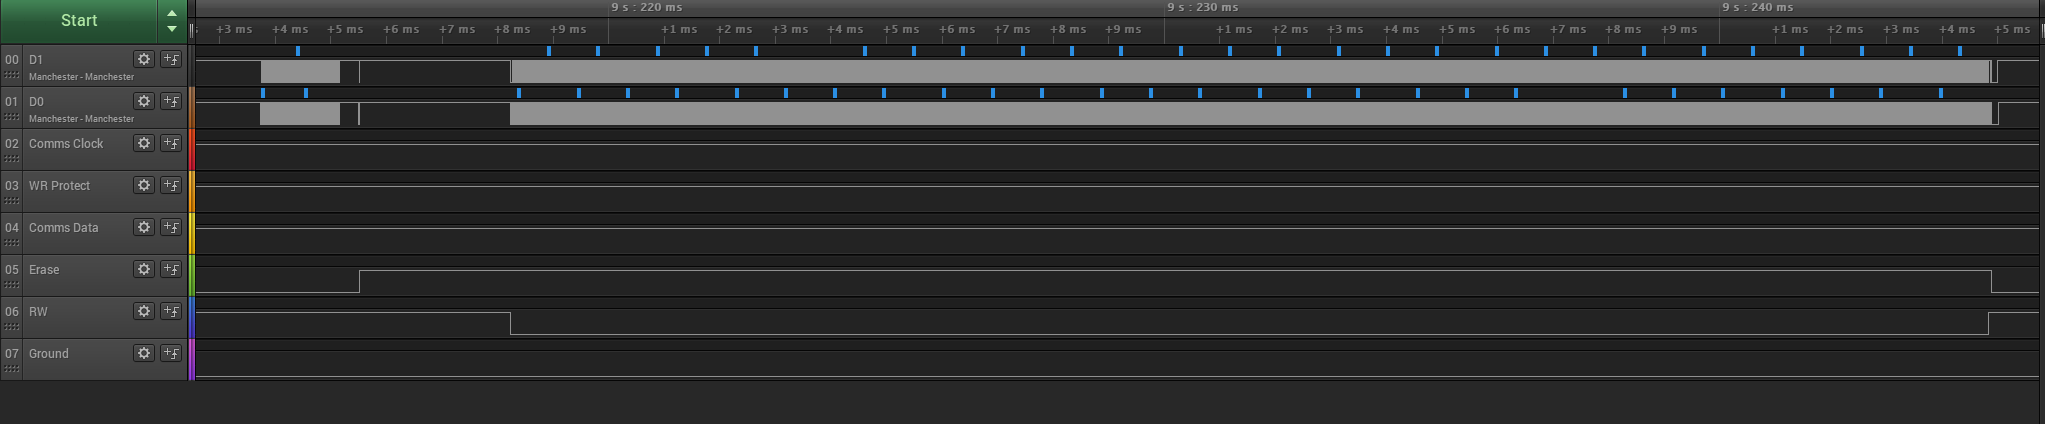 Start
9 s : 220 ms 9 s : 230 ms 9 s : 240 ms
+3 ms +4 ms +5 ms +6 ms +7 ms +8 ms +9 ms +1 ms +2 ms +3 ms +4 ms +5 ms +6 ms +7 ms +8 ms +9 ms +1 ms +2 ms +3 ms +4 ms +5 ms +6 ms +7 ms +8 ms +9 ms +1 ms +2 ms +3 ms +4 ms +5 ms
00 D1
Manchester - Manchester
01 D0
Manchester - Manchester
02 Comms Clock
03 WR Protect
04 Comms Data
05 Erase
06 RW
07 Ground